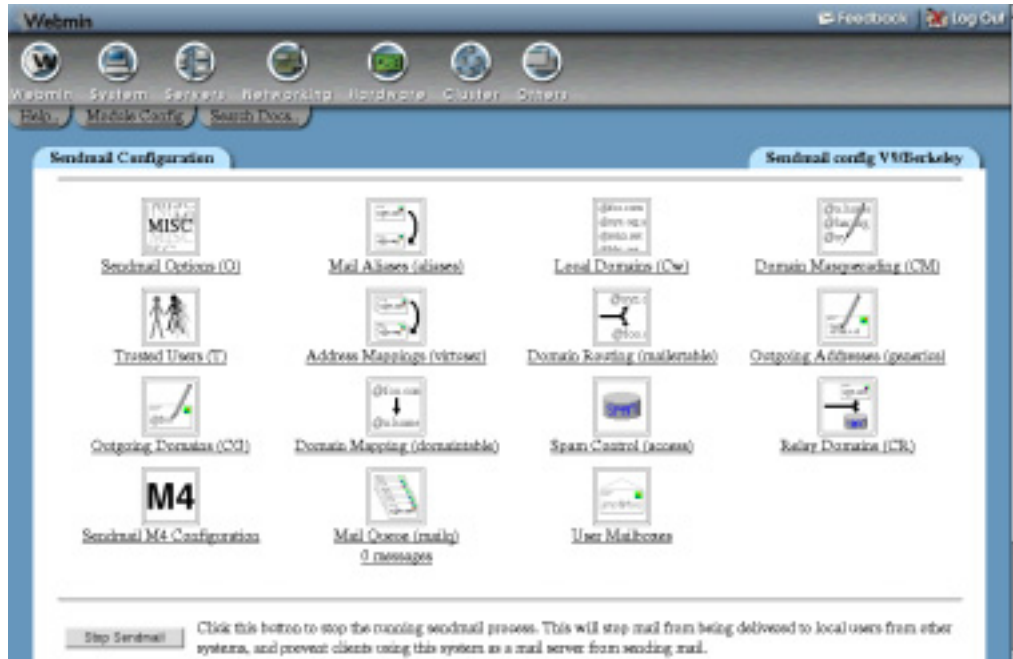 Webmin
Feedback Log Out
Webmin System Servers Networking Hardware Cluster Others
Help.. Module Config Search Docs..
Sendmail Configuration Sendmail config V8/Berkeley
MISC
Sendmail Options (O) Mail Aliases (aliases) Local Domains (Cw) Domain Masquerading (CM)
Trusted Users (T) Address Mappings (virtuser) Domain Routing (mailertable) Outgoing Addresses (generics)
SPAM
Outgoing Domains (CG) Domain Mapping (domaintable) Spam Control (access) Relay Domains (CR)
M4
Sendmail M4 Configuration Mail Queue (mailq) User Mailboxes
0 messages
Stop Sendmail Click this button to stop the running sendmail process. This will stop mail from being delivered to local users from other
systems, and prevent clients using this system as a mail server from sending mail.